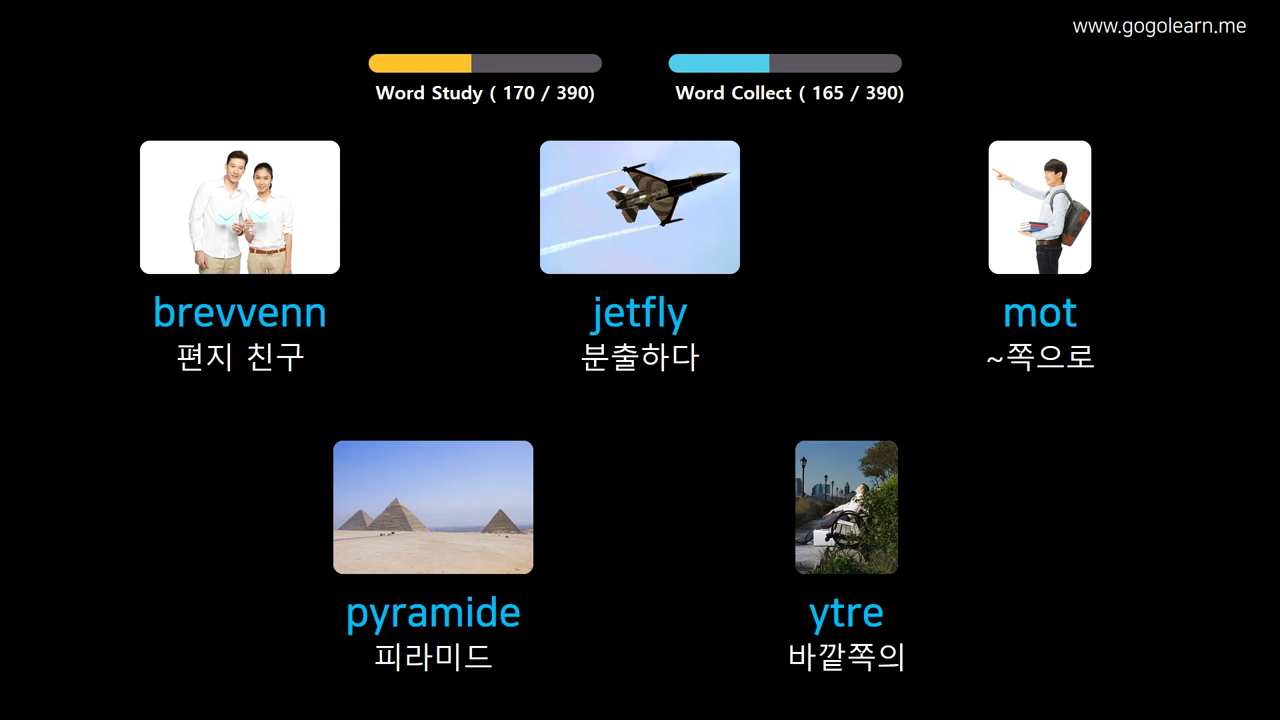 www.gogolearn.me
Word Study ( 170 / 390)
Word Collect ( 165 / 390)
brevvenn
편지 친구
jetfly
분출하다
mot
~쪽으로
pyramide
피라미드
ytre
바깥쪽의